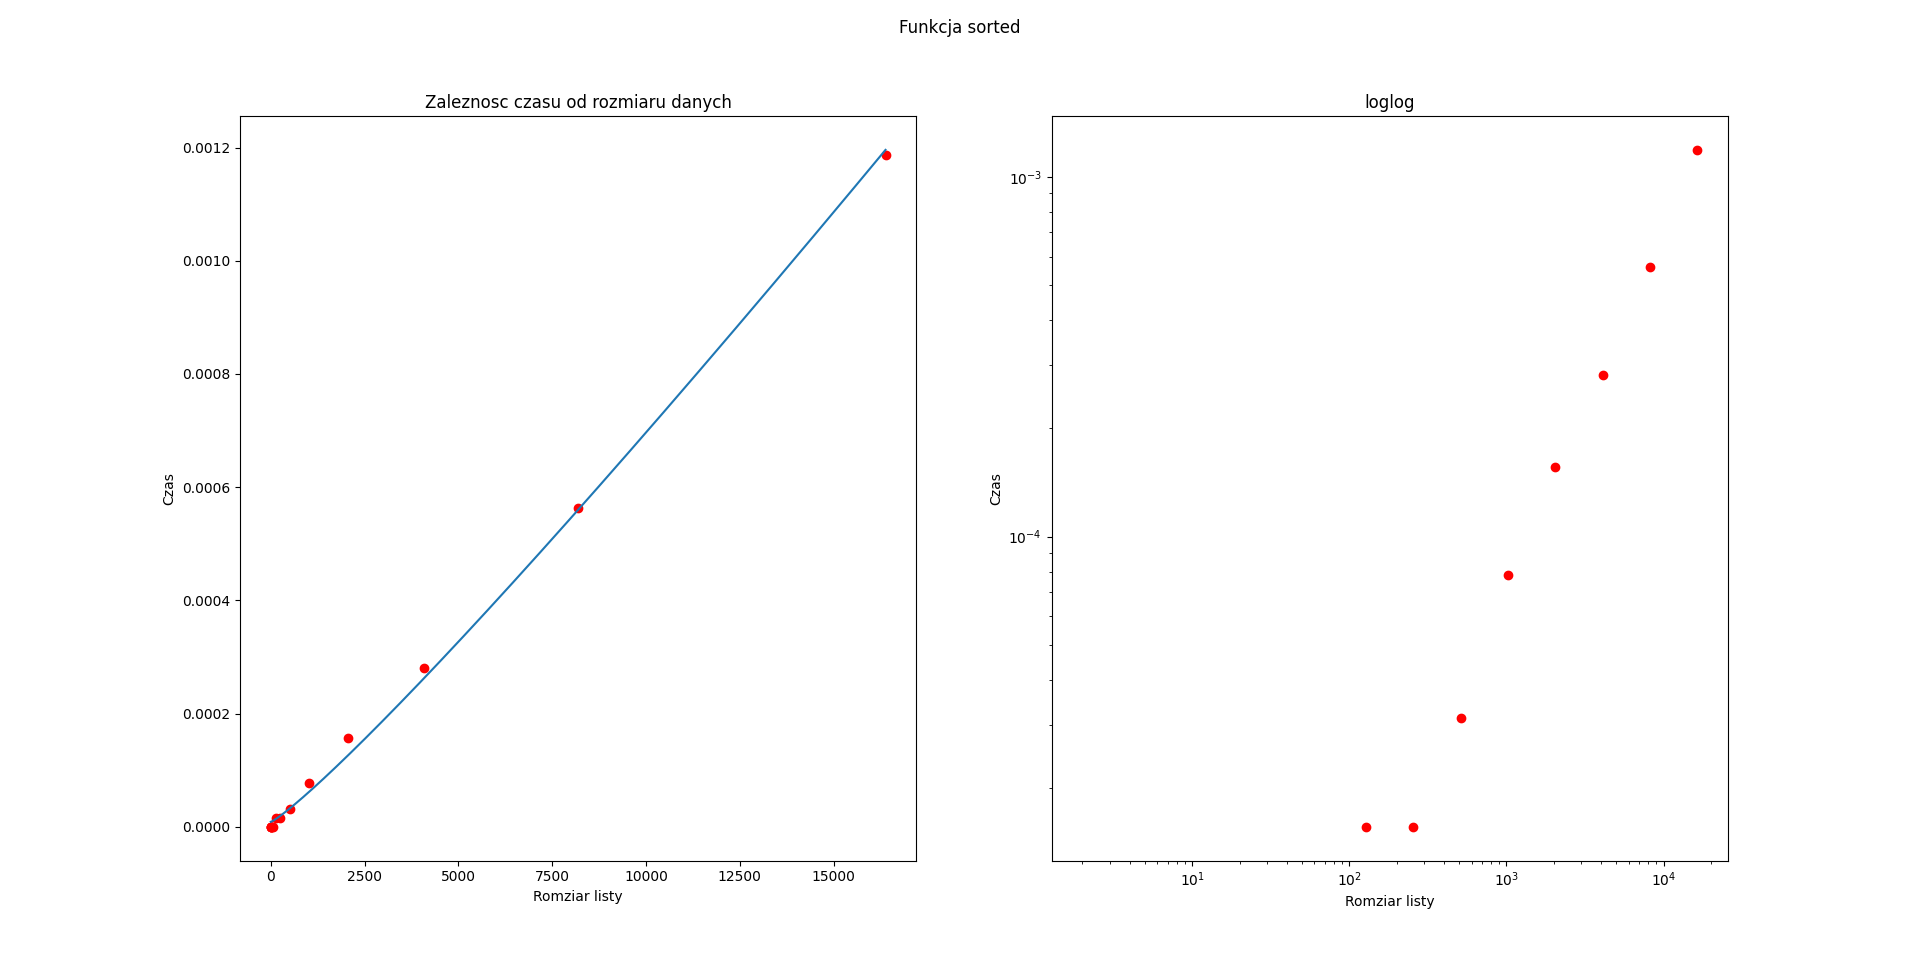 Funkcja sorted
Zaleznosc czasu od rozmiaru danych
0.0012
0.0010
0.0008
0.0006
0.0004
0.0002
0.0000
Czas
0 2500 5000 7500 10000 12500 15000
Romziar listy
loglog
10⁻³
10⁻⁴
Czas
10¹ 10² 10³ 10⁴
Romziar listy